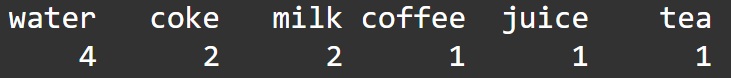 water coke milk coffee juice tea
4 2 2 1 1 1